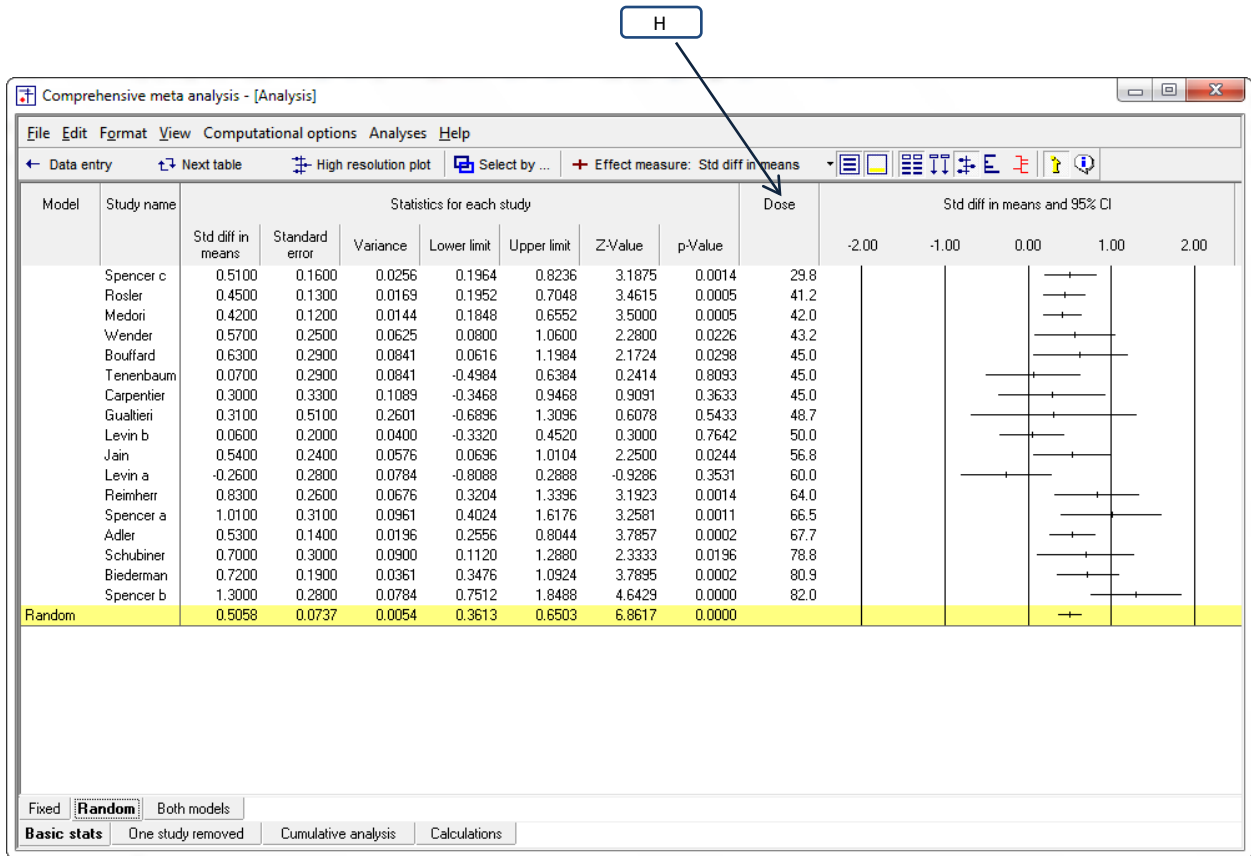 H
Comprehensive meta analysis - [Analysis]
File Edit Format View Computational options Analyses Help
Data entry Next table High resolution plot Select by ... Effect measure: Std diff in means
Model Study name Statistics for each study Dose Std diff in means and 95% CI
Std diff in means Standard error Variance Lower limit Upper limit Z-Value p-Value -2.00 -1.00 0.00 1.00 2.00
Spencer c 0.5100 0.1600 0.0256 0.1964 0.8236 3.1875 0.0014 29.8
Rosler 0.4500 0.1300 0.0169 0.1952 0.7048 3.4615 0.0005 41.2
Medori 0.4200 0.1200 0.0144 0.1848 0.6552 3.5000 0.0005 42.0
Wender 0.5700 0.2500 0.0625 0.0800 1.0600 2.2800 0.0226 43.2
Bouffard 0.6300 0.2900 0.0841 0.0616 1.1984 2.1724 0.0298 45.0
Tenenbaum 0.0700 0.2900 0.0841 -0.4984 0.6384 0.2414 0.8093 45.0
Carpentier 0.3000 0.3300 0.1089 -0.3468 0.9468 0.9091 0.3633 45.0
Gualtieri 0.3100 0.5100 0.2601 -0.6896 1.3096 0.6078 0.5433 48.7
Levin b 0.0600 0.2000 0.0400 -0.3320 0.4520 0.3000 0.7642 50.0
Jain 0.5400 0.2400 0.0576 0.0696 1.0104 2.2500 0.0244 56.8
Levin a -0.2600 0.2800 0.0784 -0.8088 0.2888 -0.9286 0.3531 60.0
Reimherr 0.8300 0.2600 0.0676 0.3204 1.3396 3.1923 0.0014 64.0
Spencer a 1.0100 0.3100 0.0961 0.4024 1.6176 3.2581 0.0011 66.5
Adler 0.5300 0.1400 0.0196 0.2556 0.8044 3.7857 0.0002 67.7
Schubiner 0.7000 0.3000 0.0900 0.1120 1.2880 2.3333 0.0196 78.8
Biederman 0.7200 0.1900 0.0361 0.3476 1.0924 3.7895 0.0002 80.9
Spencer b 1.3000 0.2800 0.0784 0.7512 1.8488 4.6429 0.0000 82.0
Random 0.5058 0.0737 0.0054 0.3613 0.6503 6.8617 0.0000
Fixed Random Both models
Basic stats One study removed Cumulative analysis Calculations